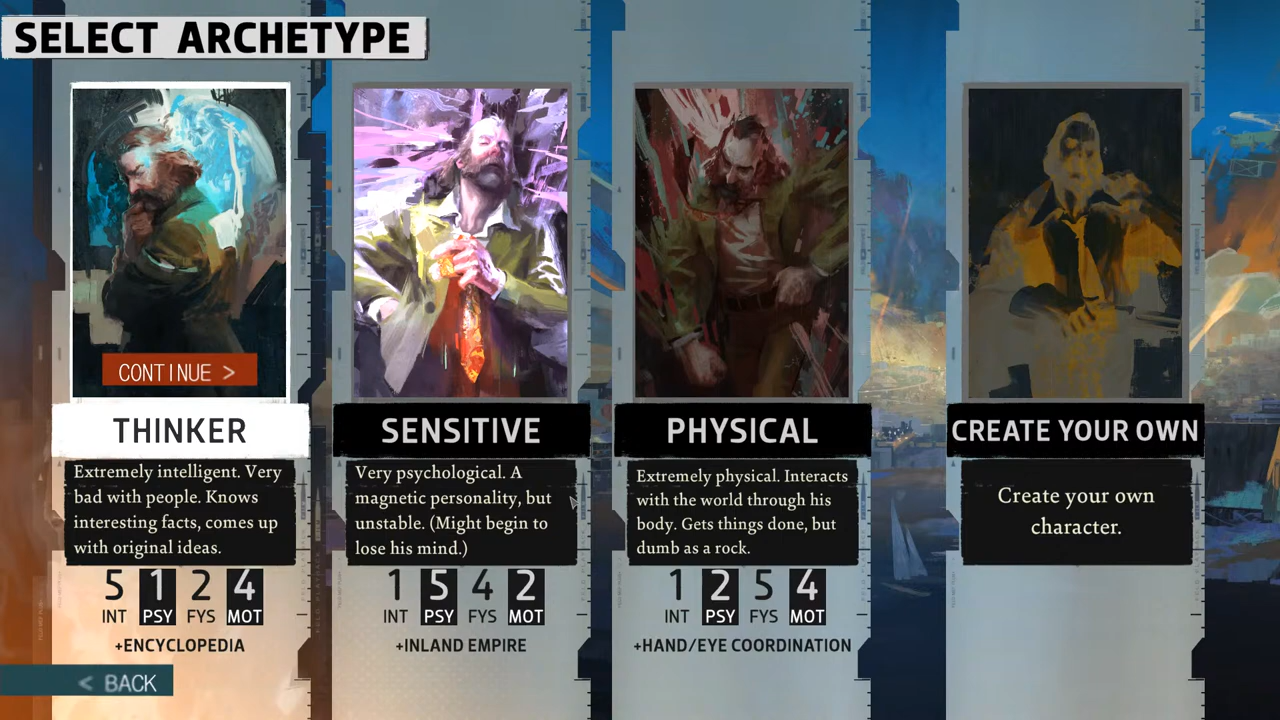 SELECT ARCHETYPE
CONTINUE >
THINKER
Extremely intelligent. Very
bad with people. Knows
interesting facts, comes up
with original ideas.
5 1 2 4
INT PSY FYS MOT
+ENCYCLOPEDIA
SENSITIVE
Very psychological. A
magnetic personality, but
unstable. (Might begin to
lose his mind.)
1 5 4 2
INT PSY FYS MOT
+INLAND EMPIRE
PHYSICAL
Extremely physical. Interacts
with the world through his
body. Gets things done, but
dumb as a rock.
1 2 5 4
INT PSY FYS MOT
+HAND/EYE COORDINATION
CREATE YOUR OWN
Create your own
character.
< BACK